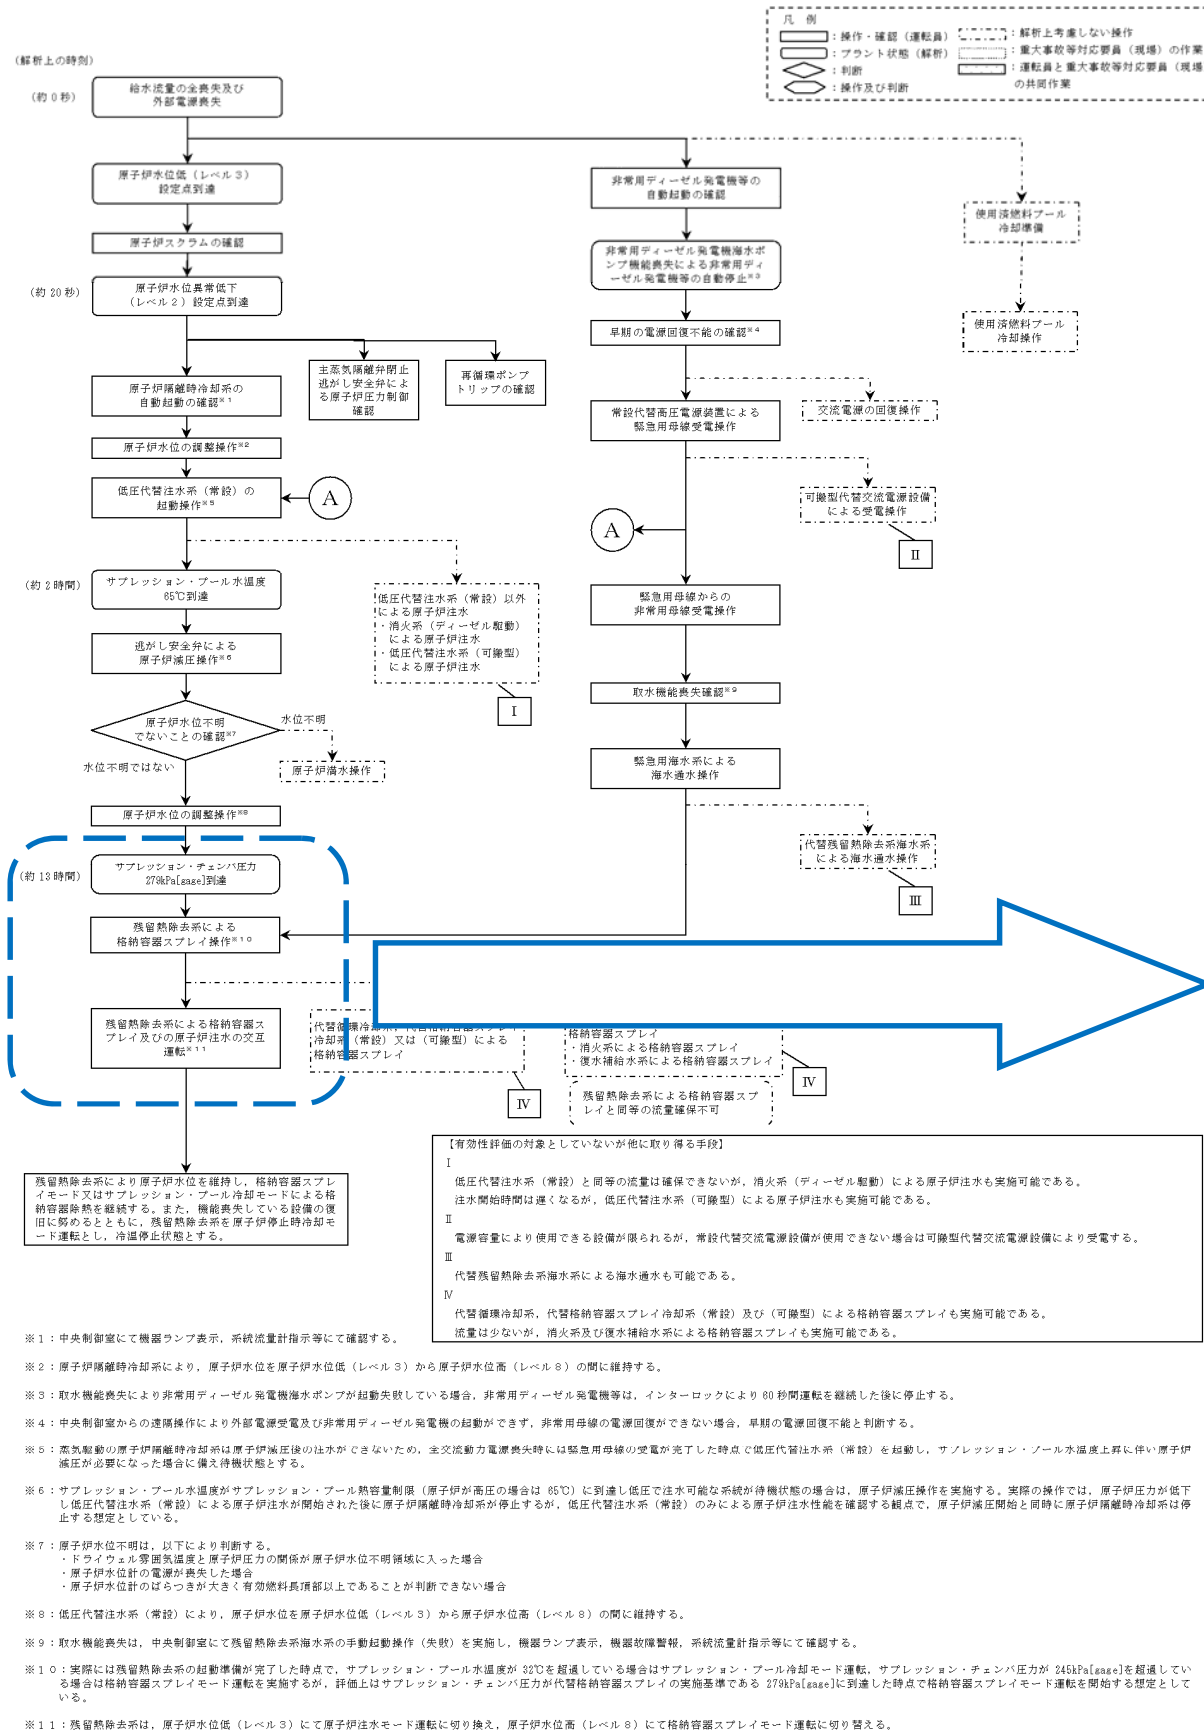 凡 例
：操作・確認（運転員）
：プラント状態（解析）
：判断
：操作及び判断
：解析上考慮しない操作
：重大事故等対応要員（現場）の作業
：運転員と重大事故等対応要員（現場
の共同作業
（解析上の時刻）
（約０秒）
給水流量の全喪失及び
外部電源喪失
原子炉水位低（レベル３）
設定点到達
原子炉スクラムの確認
（約 20 秒）
原子炉水位異常低下
（レベル２）設定点到達
主蒸気隔離弁閉止
逃がし安全弁によ
る原子炉圧力制御
確認
再循環ポンプ
トリップの確認
原子炉隔離時冷却系の
自動起動の確認※１
原子炉水位の調整操作※２
低圧代替注水系（常設）の
起動操作※５
A
（約２時間）
サプレッション・プール水温度
65℃到達
低圧代替注水系（常設）以外
による原子炉注水
・消火系（ディーゼル駆動）
による原子炉注水
・低圧代替注水系（可搬型）
による原子炉注水
Ⅰ
逃がし安全弁による
原子炉減圧操作※６
原子炉水位不明
でないことの確認※７
水位不明
原子炉満水操作
水位不明ではない
原子炉水位の調整操作※８
（約 13 時間）
サプレッション・チェンバ圧力
279kPa[gage]到達
残留熱除去系による
格納容器スプレイ操作※１０
残留熱除去系による格納容器ス
プレイ及びの原子炉注水の交互
運転※１１
非常用ディーゼル発電機等の
自動起動の確認
非常用ディーゼル発電機海水ポ
ンプ機能喪失による非常用ディ
ーゼル発電機等の自動停止※３
早期の電源回復不能の確認※４
常設代替高圧電源装置による
緊急用母線受電操作
交流電源の回復操作
可搬型代替交流電源設備
による受電操作
Ⅱ
A
緊急用母線からの
非常用母線受電操作
取水機能喪失確認※９
緊急用海水系による
海水通水操作
代替残留熱除去系海水系
による海水通水操作
Ⅲ
使用済燃料プール
冷却準備
使用済燃料プール
冷却操作
代替循環冷却系，代替格納容器スプレイ
冷却系（常設）又は（可搬型）による
格納容器スプレイ
Ⅳ
格納容器スプレイ
・消火系による格納容器スプレイ
・復水補給水系による格納容器スプレイ
Ⅳ
残留熱除去系による格納容器スプ
レイと同等の流量確保不可
残留熱除去系により原子炉水位を維持し，格納容器スプレ
イモード又はサプレッション・プール冷却モードによる格
納容器除熱を継続する。また，機能喪失している設備の復
旧に努めるとともに，残留熱除去系を原子炉停止時冷却モ
ード運転とし，冷温停止状態とする。
【有効性評価の対象としていないが他に取り得る手段】
Ⅰ
低圧代替注水系（常設）と同等の流量は確保できないが，消火系（ディーゼル駆動）による原子炉注水も実施可能である。
注水開始時間は遅くなるが，低圧代替注水系（可搬型）による原子炉注水も実施可能である。
Ⅱ
電源容量により使用できる設備が限られるが，常設代替交流電源設備が使用できない場合は可搬型代替交流電源設備により受電する。
Ⅲ
代替残留熱除去系海水系による海水通水も可能である。
Ⅳ
代替循環冷却系，代替格納容器スプレイ冷却系（常設）及び（可搬型）による格納容器スプレイも実施可能である。
流量は少ないが，消火系及び復水補給水系による格納容器スプレイも実施可能である。
※１：中央制御室にて機器ランプ表示，系統流量計指示等にて確認する。
※２：原子炉隔離時冷却系により，原子炉水位を原子炉水位低（レベル３）から原子炉水位高（レベル８）の間に維持する。
※３：取水機能喪失により非常用ディーゼル発電機海水ポンプが起動失敗している場合，非常用ディーゼル発電機等は，インターロックにより 60 秒間運転を継続した後に停止する。
※４：中央制御室からの遠隔操作により外部電源受電及び非常用ディーゼル発電機の起動ができず，非常用母線の電源回復ができない場合，早期の電源回復不能と判断する。
※５：蒸気駆動の原子炉隔離時冷却系は原子炉減圧後の注水ができないため，全交流動力電源喪失時には緊急用母線の受電が完了した時点で低圧代替注水系（常設）を起動し，サプレッション・プール水温度上昇に伴い原子炉
減圧が必要になった場合に備え待機状態とする。
※６：サプレッション・プール水温度がサプレッション・プール熱容量制限（原子炉が高圧の場合は 65℃）に到達し低圧で注水可能な系統が待機状態の場合は，原子炉減圧操作を実施する。実際の操作では，原子炉圧力が低下
し低圧代替注水系（常設）による原子炉注水が開始された後に原子炉隔離時冷却系が停止するが，低圧代替注水系（常設）のみによる原子炉注水性能を確認する観点で，原子炉減圧開始と同時に原子炉隔離時冷却系は停
止する想定としている。
※７：原子炉水位不明は，以下により判断する。
・ドライウェル雰囲気温度と原子炉圧力の関係が原子炉水位不明領域に入った場合
・原子炉水位計の電源が喪失した場合
・原子炉水位計のばらつきが大きく有効燃料長頂部以上であることが判断できない場合
※８：低圧代替注水系（常設）により，原子炉水位を原子炉水位低（レベル３）から原子炉水位高（レベル８）の間に維持する。
※９：取水機能喪失は，中央制御室にて残留熱除去系海水系の手動起動操作（失敗）を実施し，機器ランプ表示，機器故障警報，系統流量計指示等にて確認する。
※１０：実際には残留熱除去系の起動準備が完了した時点で，サプレッション・プール水温度が 32℃を超過している場合はサプレッション・プール冷却モード運転，サプレッション・チェンバ圧力が 245kPa[gage]を超過してい
る場合は格納容器スプレイモード運転を実施するが，評価上はサプレッション・チェンバ圧力が代替格納容器スプレイの実施基準である 279kPa[gage]に到達した時点で格納容器スプレイモード運転を開始する想定として
いる。
※１１：残留熱除去系は，原子炉水位低（レベル３）にて原子炉注水モード運転に切り換え，原子炉水位高（レベル８）にて格納容器スプレイモード運転に切り替える。